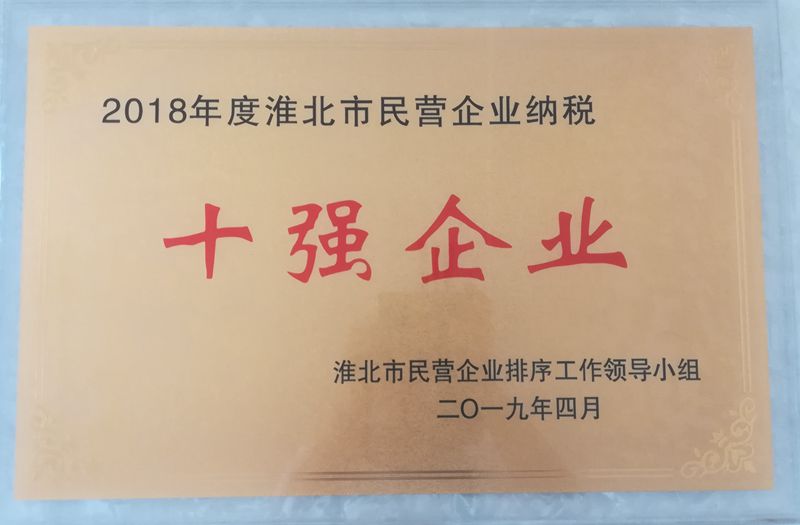 2018年度淮北市民营企业纳税
十强企业
淮北市民营企业排序工作领导小组
二〇一九年四月